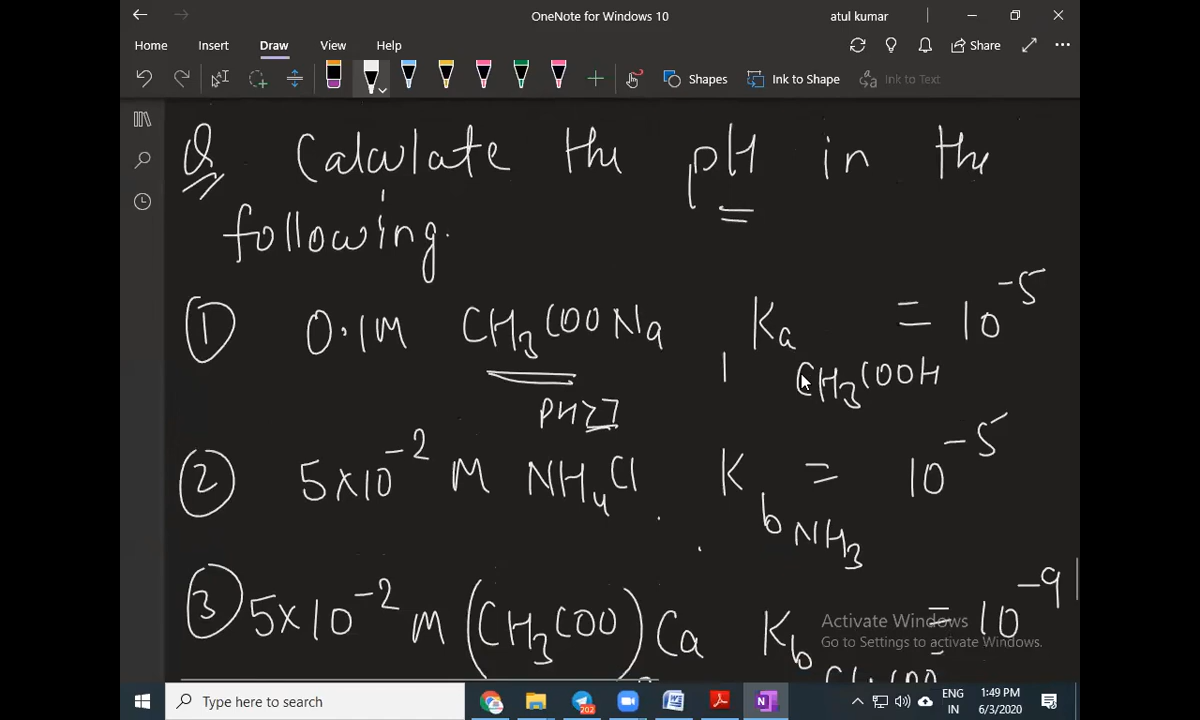 OneNote for Windows 10
atul kumar
Home Insert Draw View Help
Share
Shapes Ink to Shape Ink to Text
Q Calculate the pH in the
following.
① 0.1M CH₃COONa , Ka CH₃COOH = 10⁻⁵
pH>7
② 5×10⁻² M NH₄Cl K b NH₃ = 10⁻⁵
③ 5×10⁻² M (CH₃COO) Ca Kb = 10⁻⁹
Activate Windows
Go to Settings to activate Windows.
Type here to search
202
ENG
IN
1:49 PM
6/3/2020